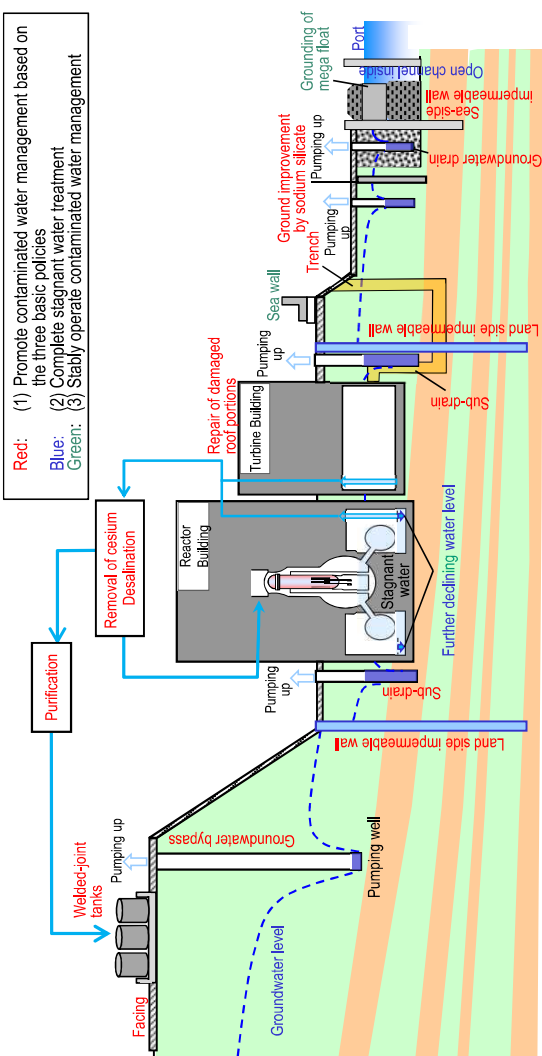 Red: (1) Promote contaminated water management based on
the three basic policies
Blue: (2) Complete stagnant water treatment
Green: (3) Stably operate contaminated water management
Purification
Removal of cesium
Desalination
Welded-joint
tanks
Pumping up
Facing
Groundwater bypass
Groundwater level
Pumping well
Land side impermeable wall
Pumping
up
Sub-drain
Reactor
Building
Stagnant
water
Further declining water level
Repair of damaged
roof portions
Turbine Building
Pumping
up
Sub-drain
Land side impermeable wall
Sea wall
Trench
Pumping
up
Ground improvement
by sodium silicate
Pumping up
Groundwater drain
Sea-side
impermeable wall
Grounding of
mega float
Open channel inside
Port